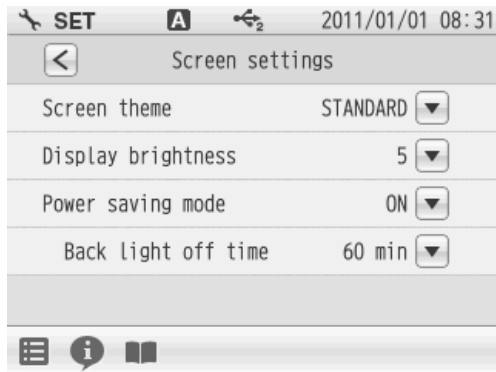 SET A 2 2011/01/01 08:31
< Screen settings
Screen theme STANDARD
Display brightness 5
Power saving mode ON
Back light off time 60 min
i